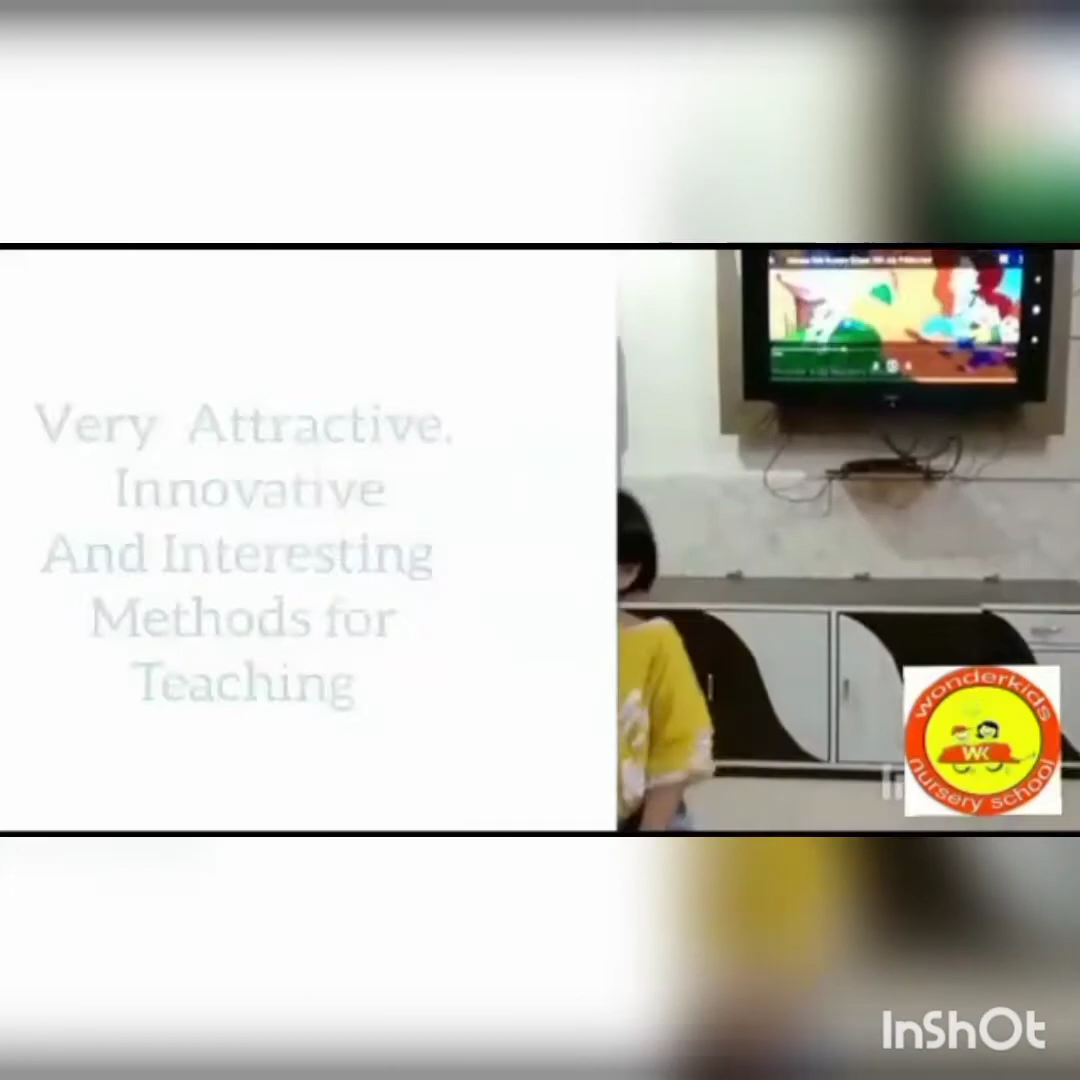 Very Attractive.
Innovative
And Interesting
Methods for
Teaching
wonderkids
WK
nursery school
InShOt